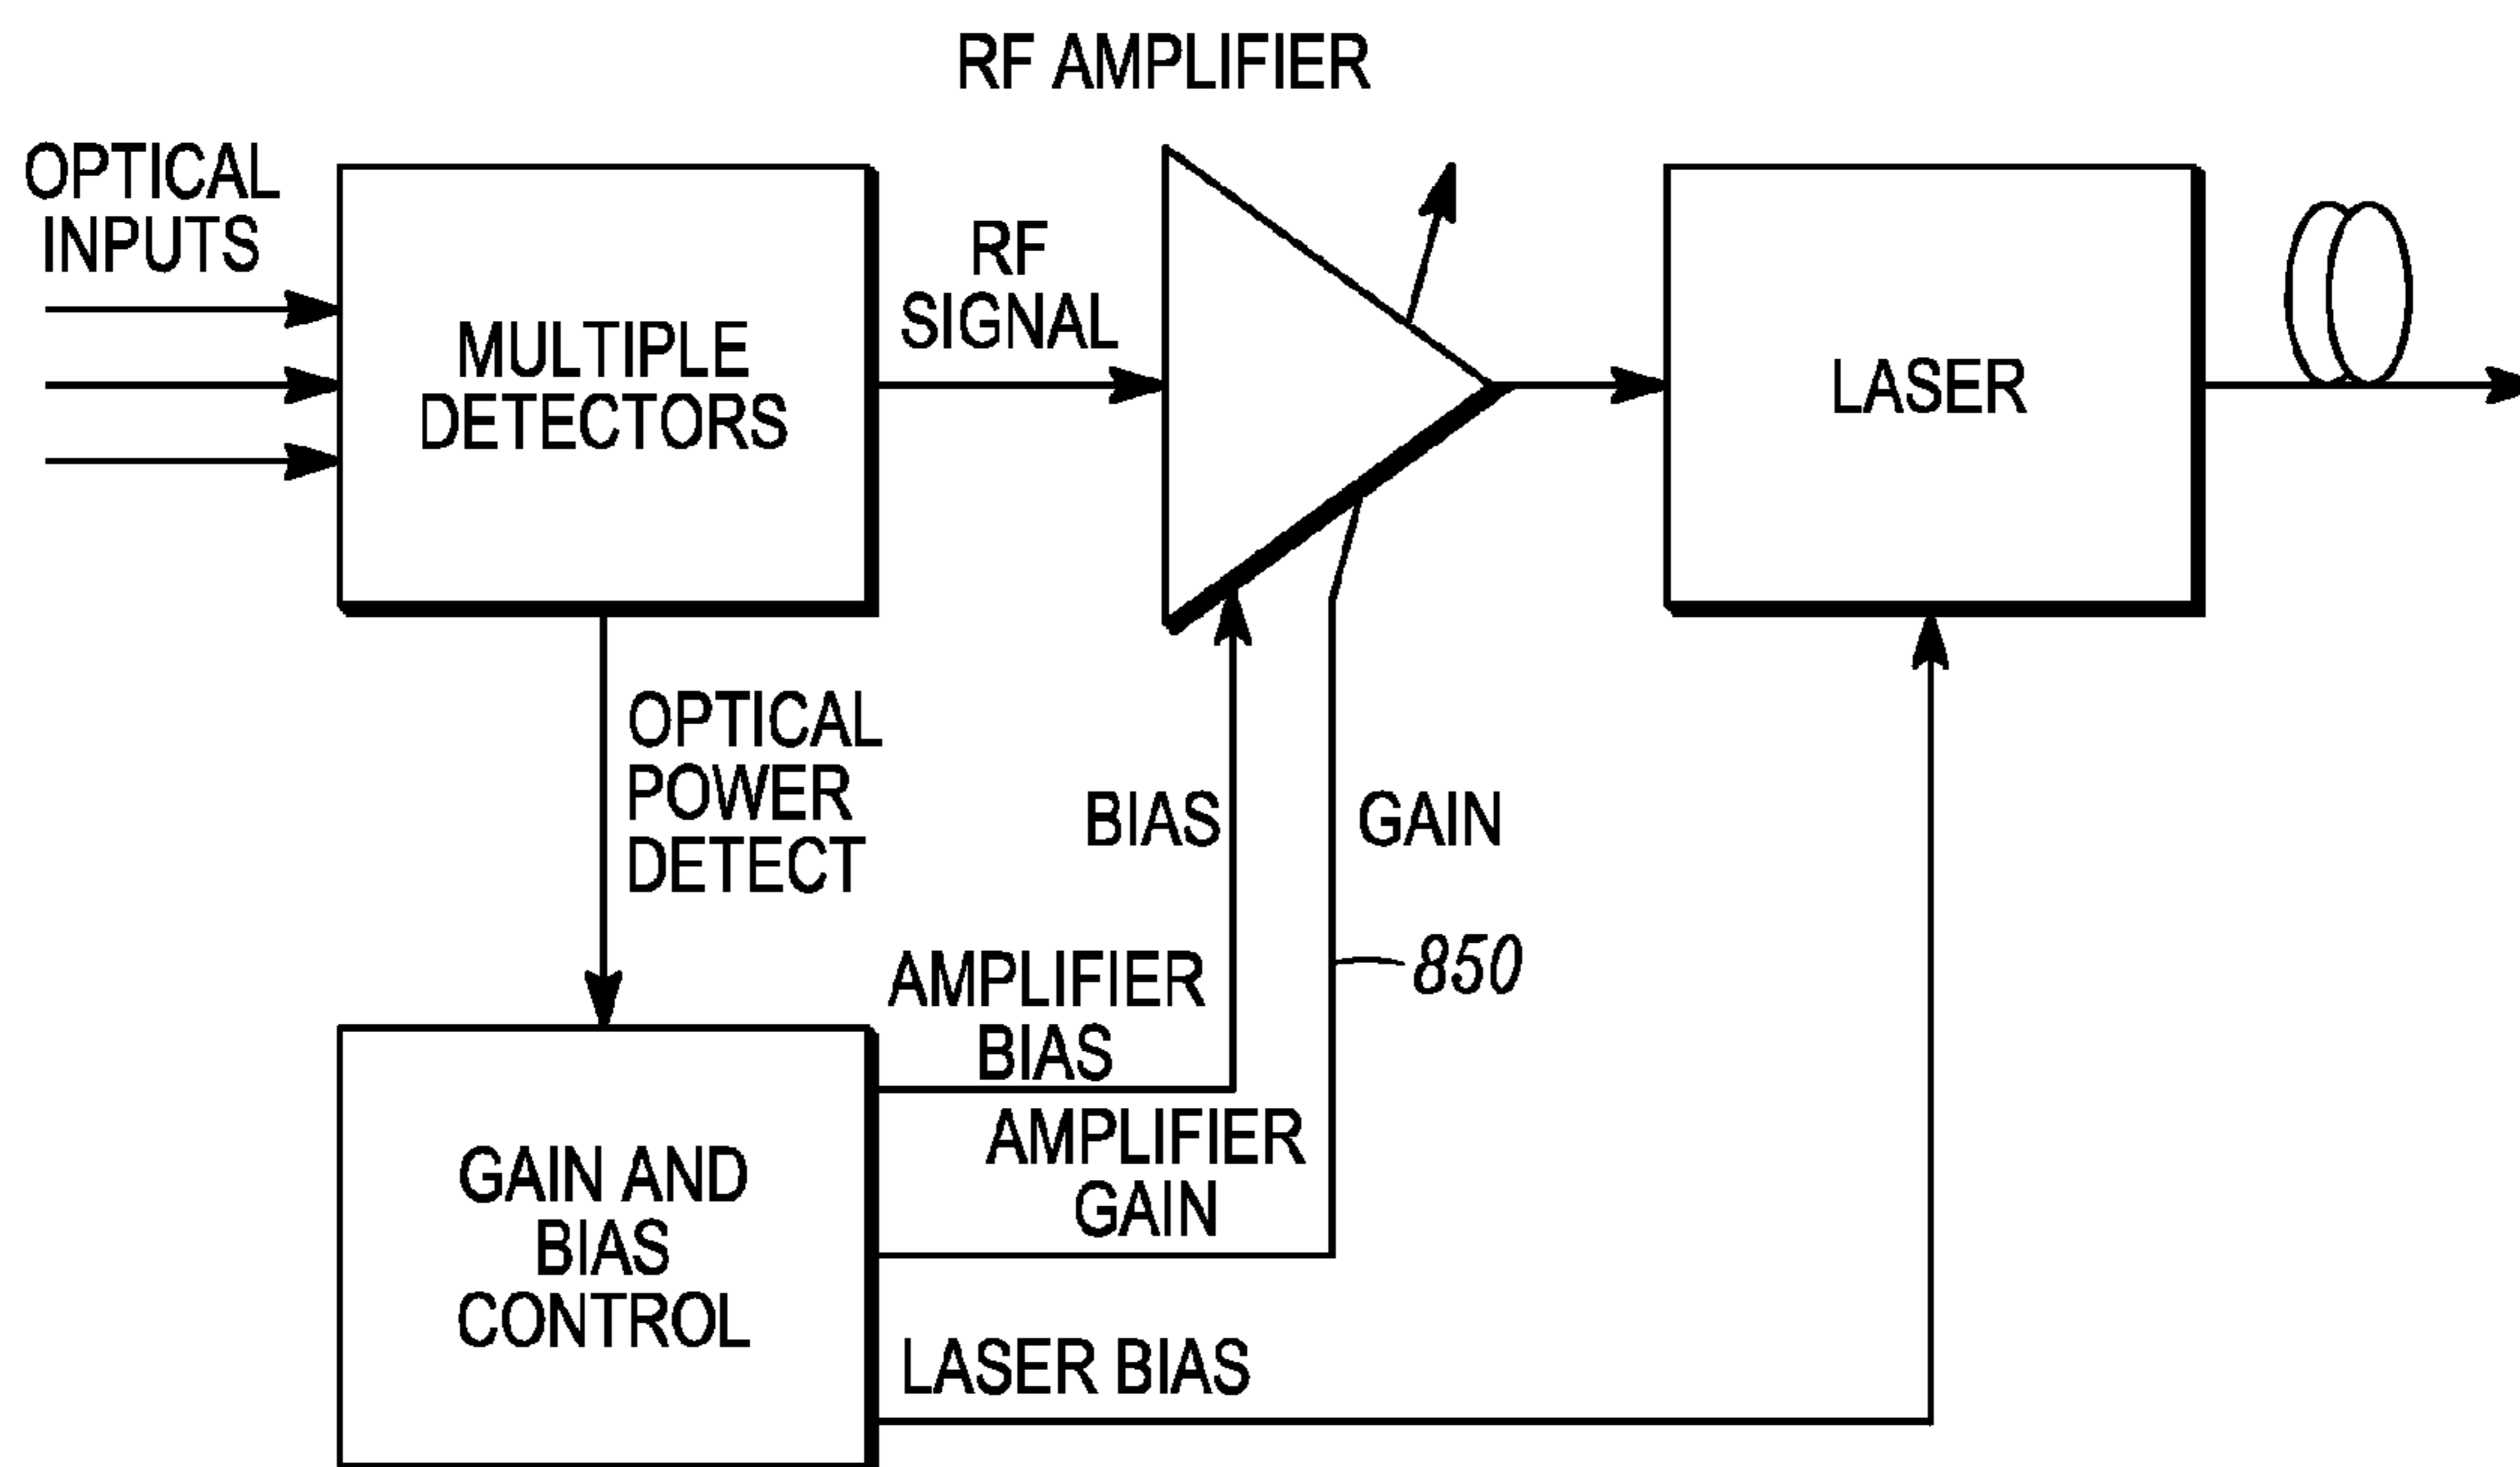 RF AMPLIFIER
OPTICAL
INPUTS
MULTIPLE
DETECTORS
RF
SIGNAL
LASER
OPTICAL
POWER
DETECT
BIAS
GAIN
850
AMPLIFIER
BIAS
AMPLIFIER
GAIN
GAIN AND
BIAS
CONTROL
LASER BIAS